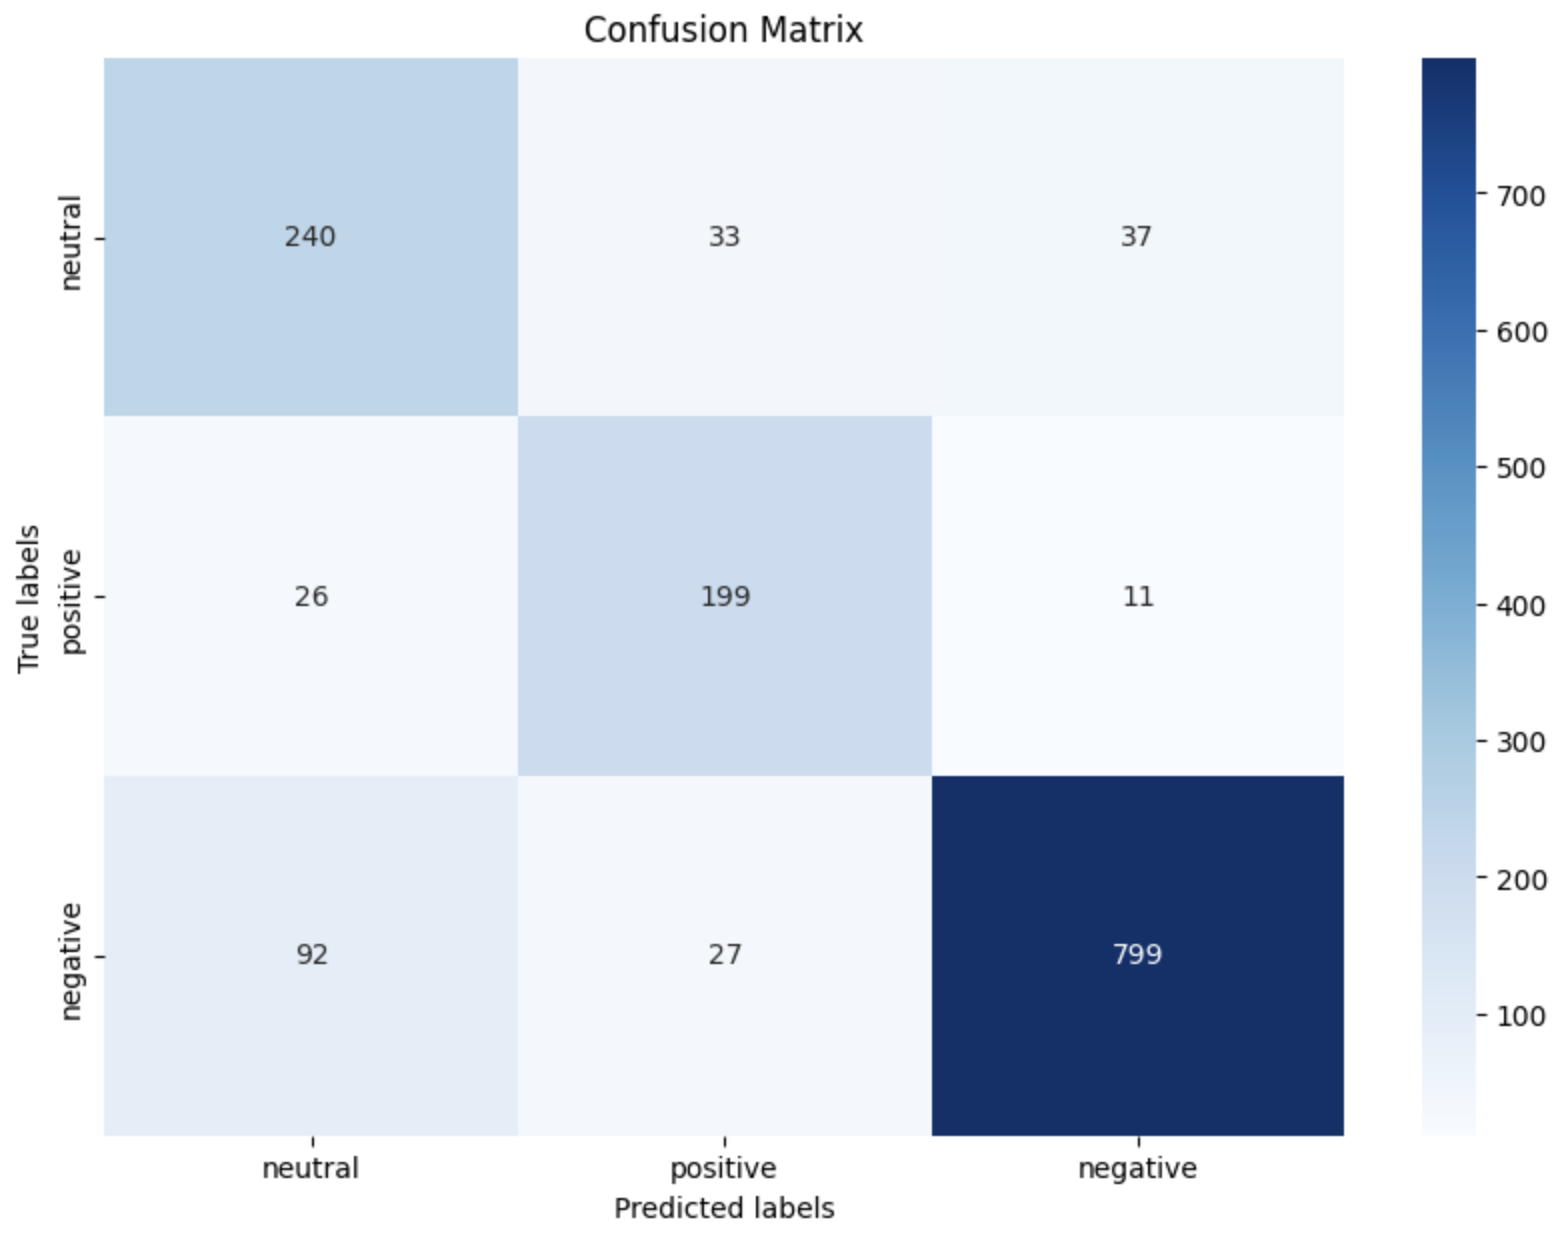 Confusion Matrix
neutral
240
33
37
positive
26
199
11
negative
92
27
799
True labels
neutral
positive
negative
Predicted labels
700
600
500
400
300
200
100